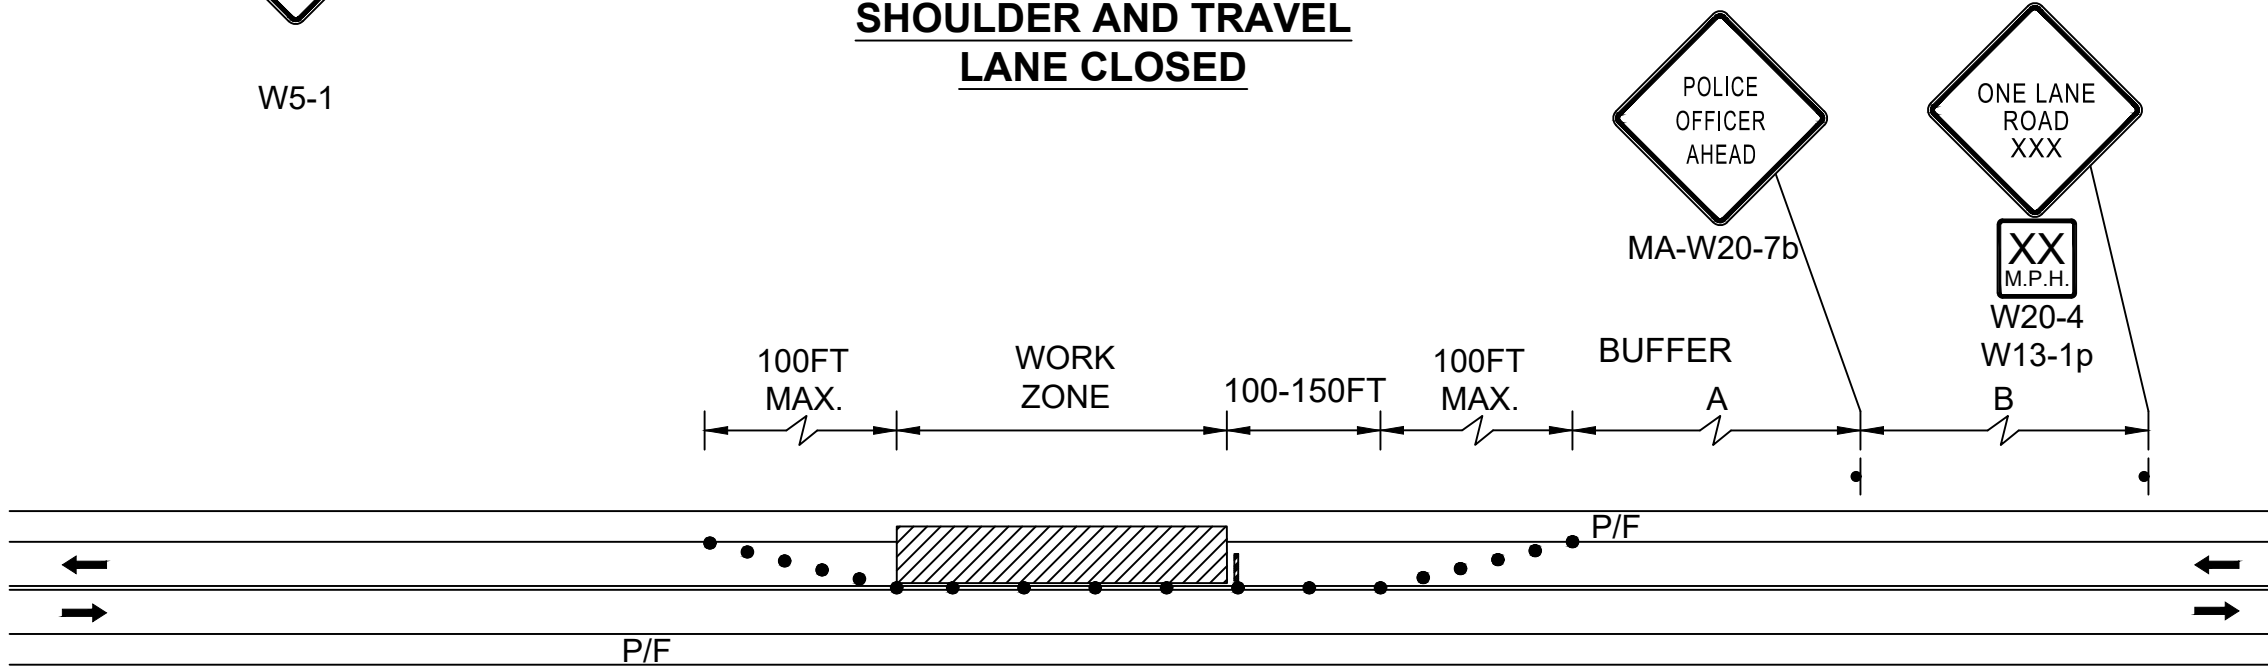 SHOULDER AND TRAVEL
LANE CLOSED
W5-1
POLICE
OFFICER
AHEAD
MA-W20-7b
ONE LANE
ROAD
XXX
XX
M.P.H.
W20-4
W13-1p
100FT
MAX.
WORK
ZONE
100-150FT
100FT
MAX.
BUFFER
A
B
P/F
P/F